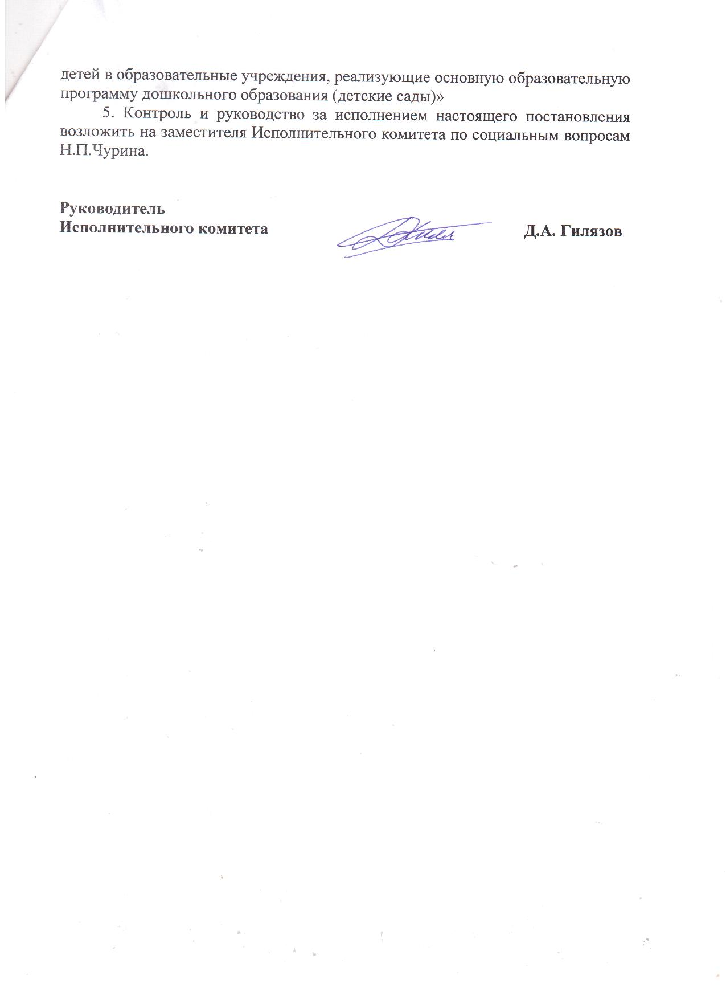 детей в образовательные учреждения, реализующие основную образовательную
программу дошкольного образования (детские сады)»
5. Контроль и руководство за исполнением настоящего постановления
возложить на заместителя Исполнительного комитета по социальным вопросам
Н.П.Чурина.
Руководитель
Исполнительного комитета Д.А. Гилязов